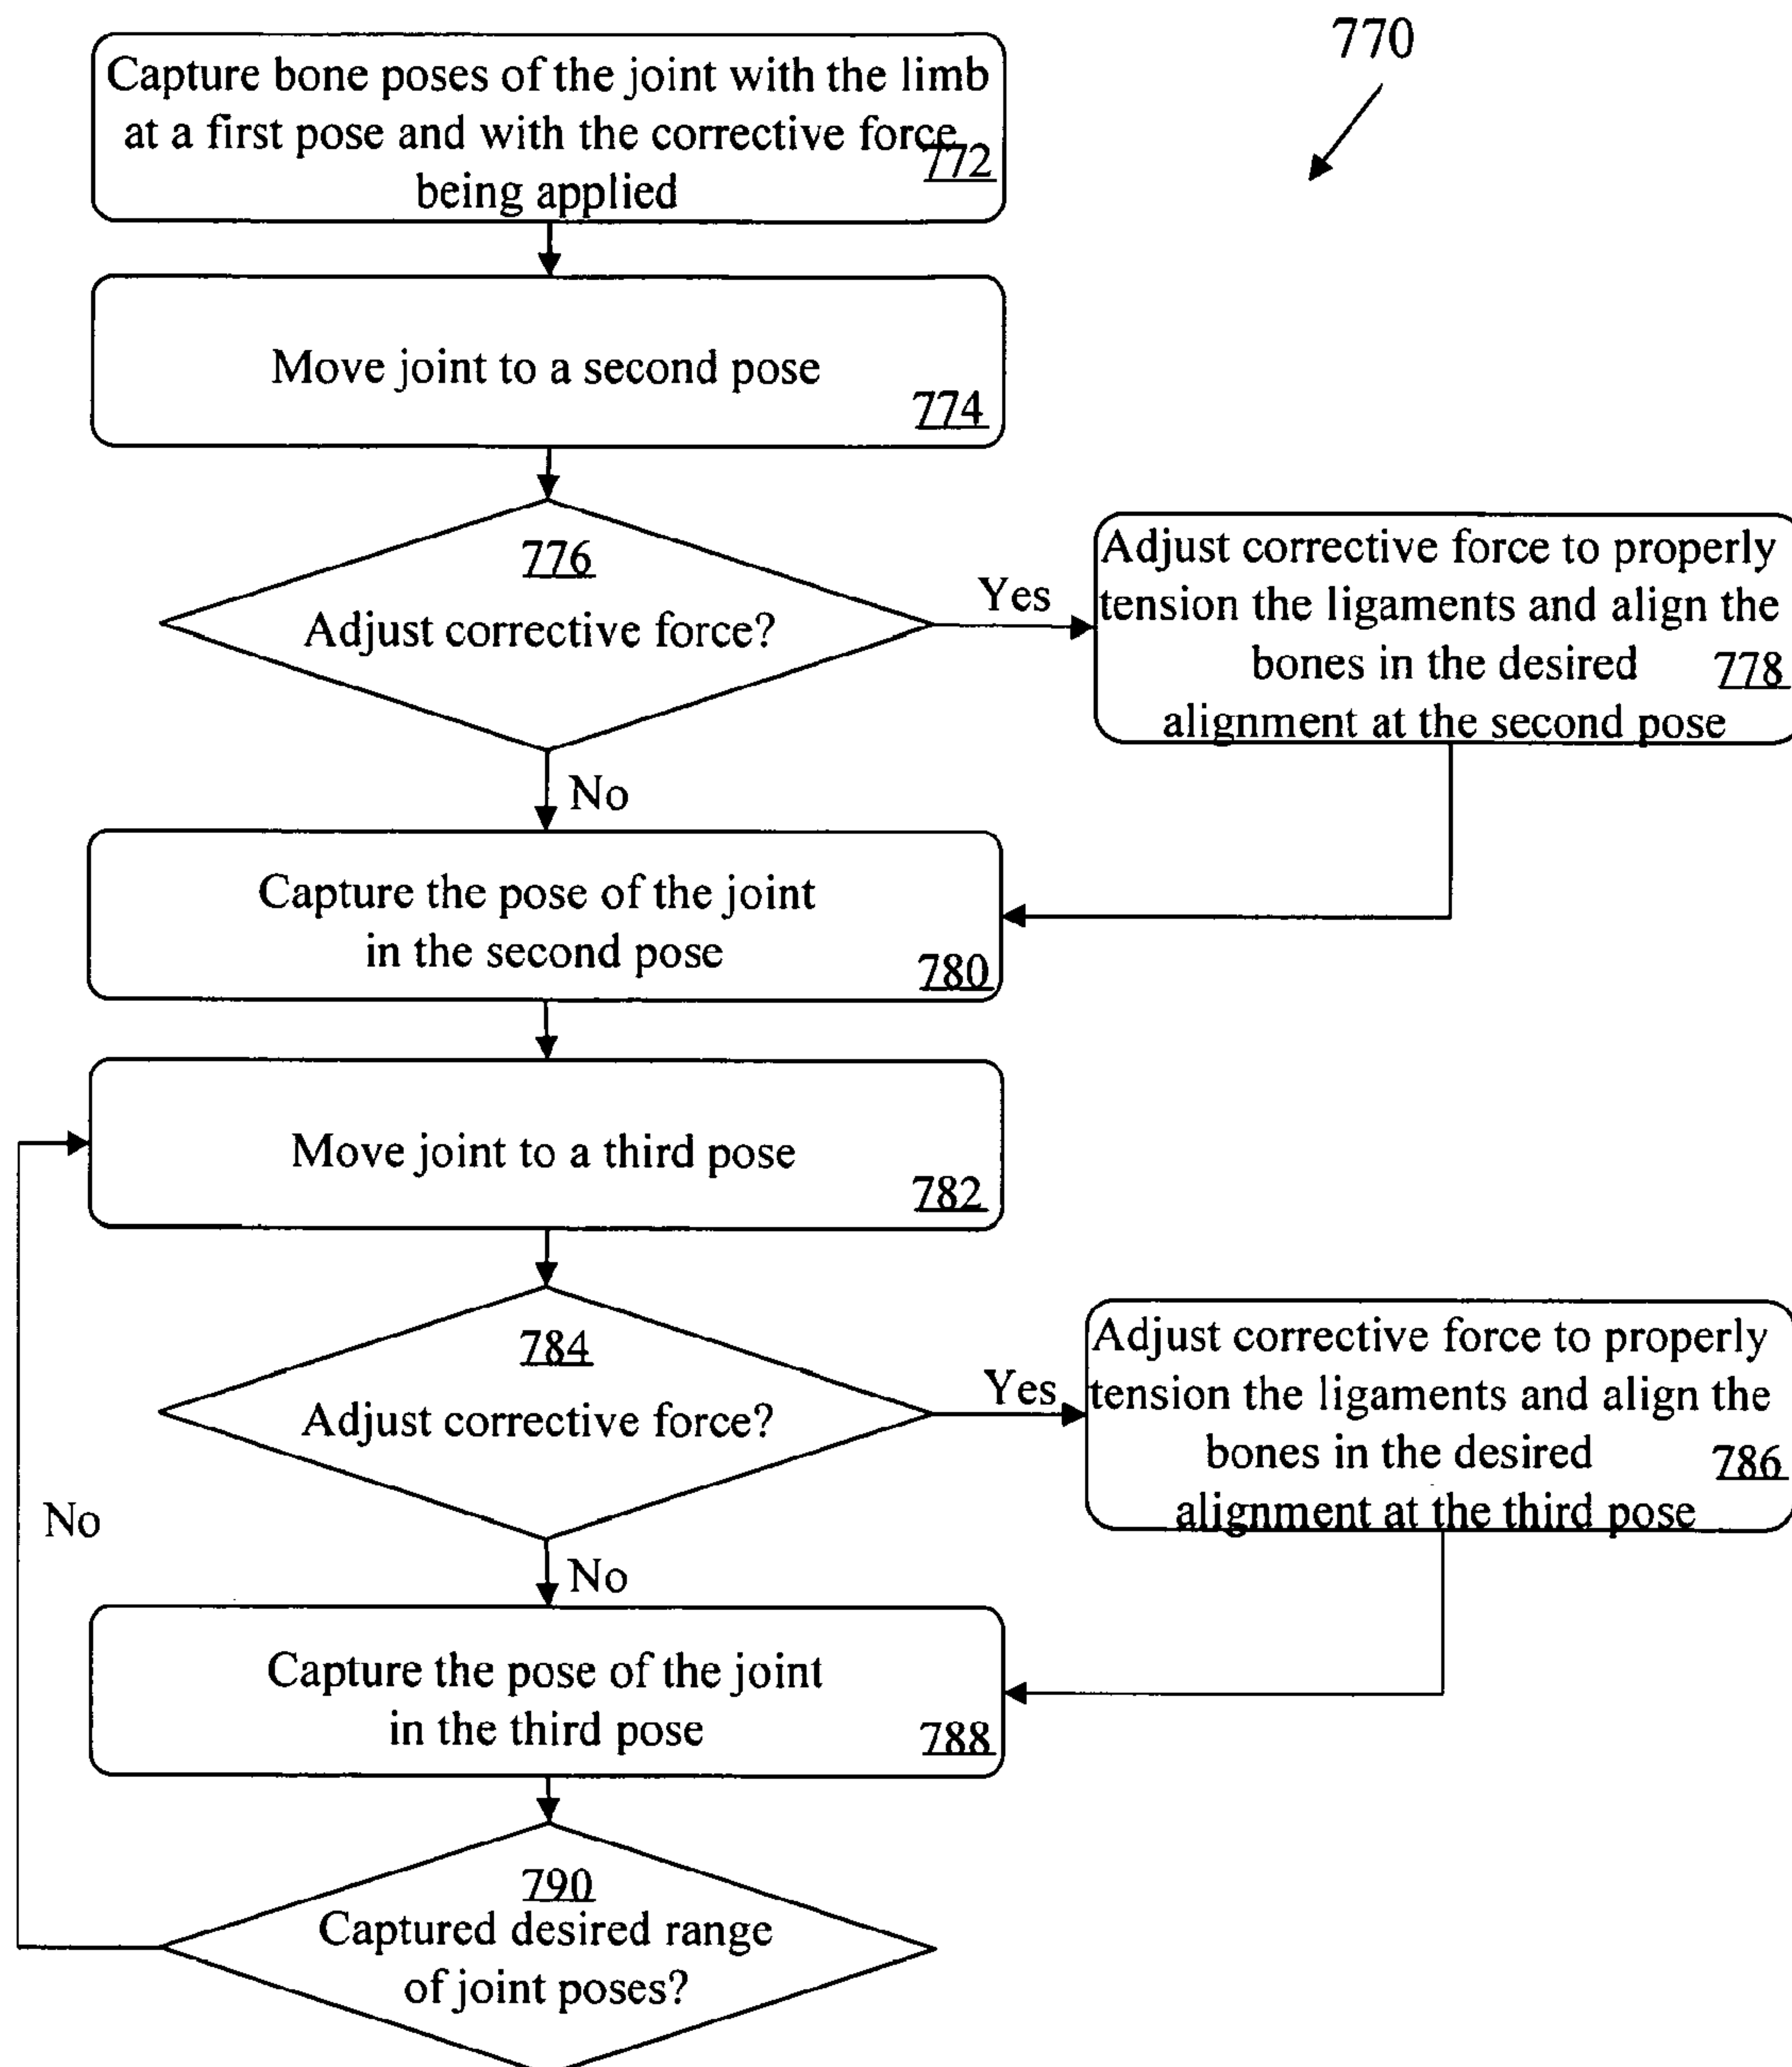 770
Capture bone poses of the joint with the limb
at a first pose and with the corrective force
772
being applied
Move joint to a second pose
774
776
Adjust corrective force?
Yes
Adjust corrective force to properly
tension the ligaments and align the
bones in the desired 778
alignment at the second pose
No
Capture the pose of the joint
in the second pose
780
Move joint to a third pose
782
784
Adjust corrective force?
Yes
Adjust corrective force to properly
tension the ligaments and align the
bones in the desired 786
alignment at the third pose
No
No
Capture the pose of the joint
in the third pose
788
790
Captured desired range
of joint poses?